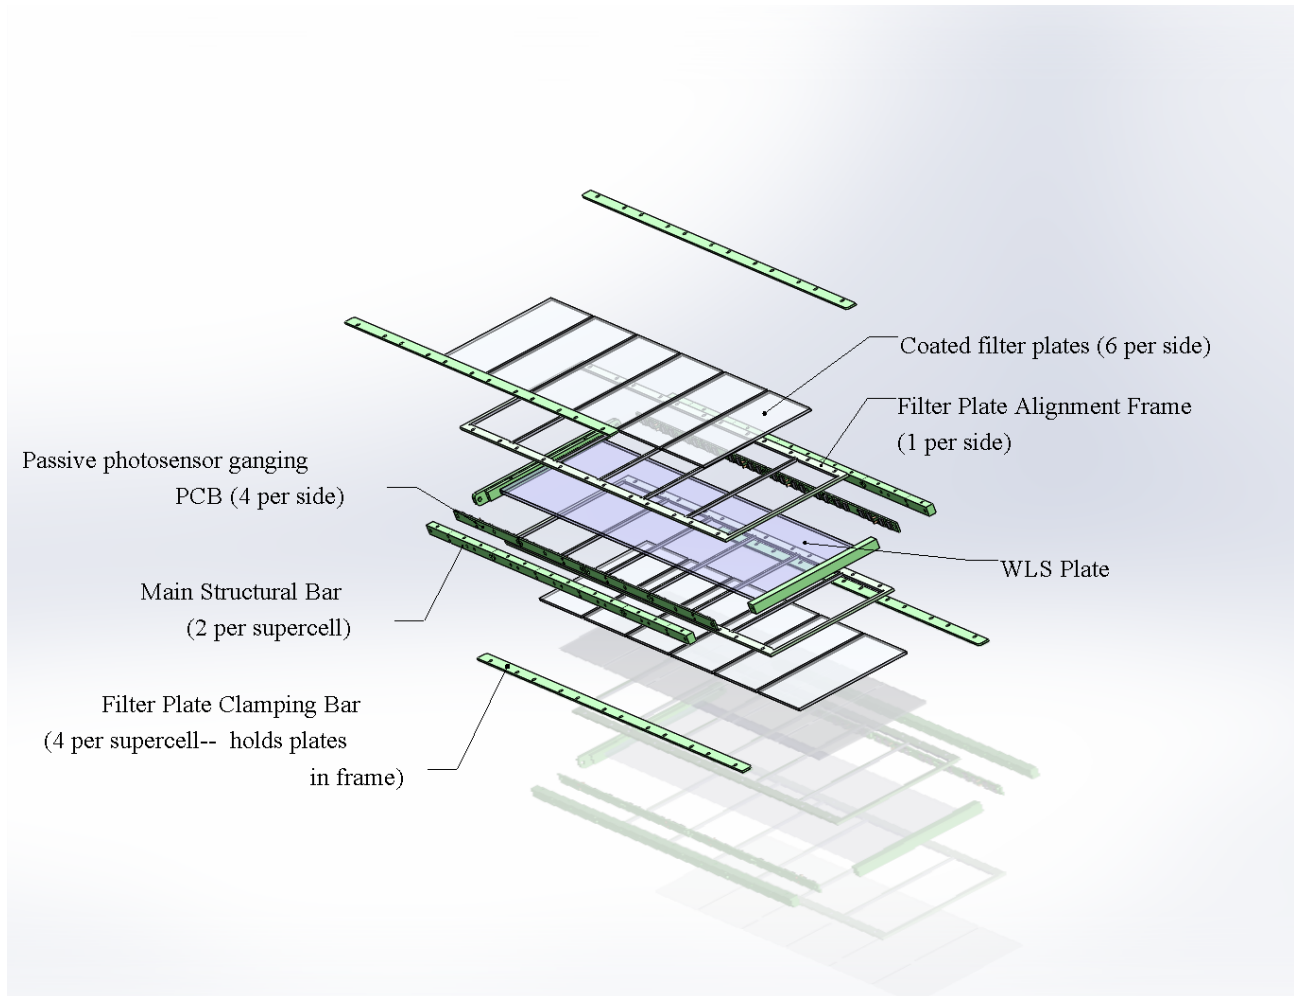 Coated filter plates (6 per side)
Filter Plate Alignment Frame
(1 per side)
Passive photosensor ganging
PCB (4 per side)
WLS Plate
Main Structural Bar
(2 per supercell)
Filter Plate Clamping Bar
(4 per supercell-- holds plates
in frame)